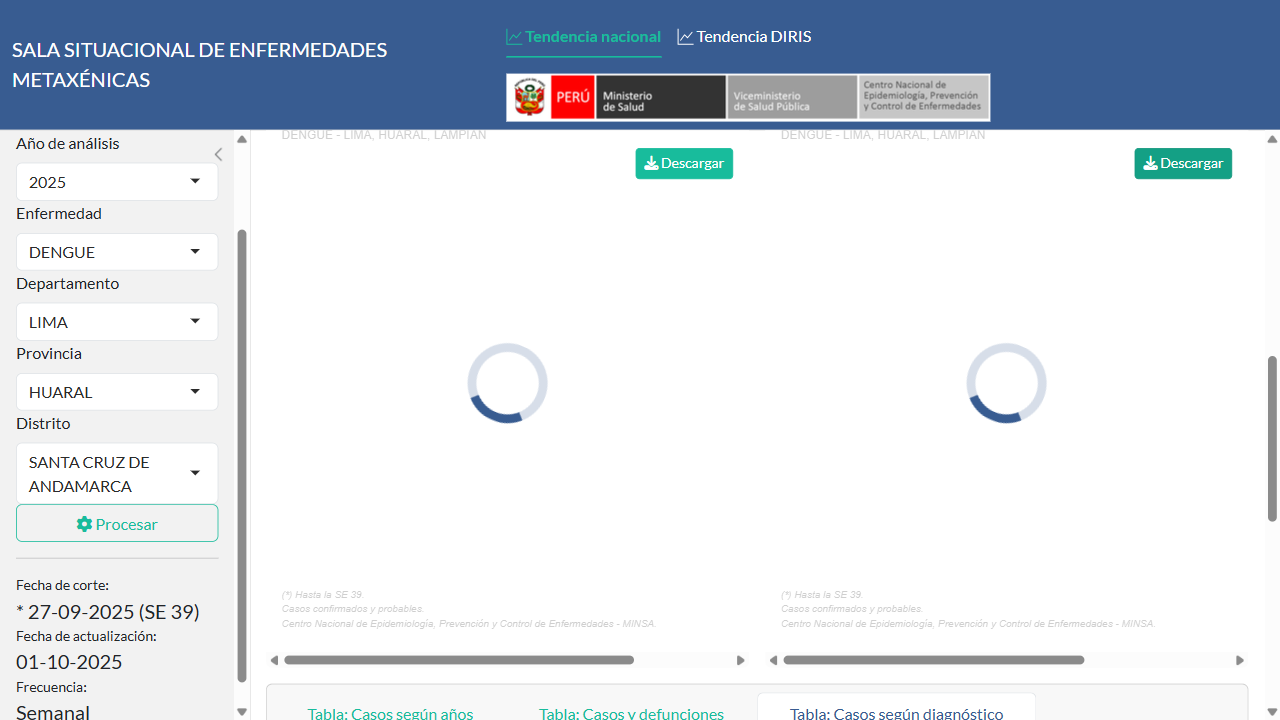 SALA SITUACIONAL DE ENFERMEDADES
METAXÉNICAS
Tendencia nacional
Tendencia DIRIS
PERÚ
Ministerio
de Salud
Viceministerio
de Salud Pública
Centro Nacional de
Epidemiología, Prevención
y Control de Enfermedades
Año de análisis
2025
Enfermedad
DENGUE
Departamento
LIMA
Provincia
HUARAL
Distrito
SANTA CRUZ DE
ANDAMARCA
Procesar
Fecha de corte:
* 27-09-2025 (SE 39)
Fecha de actualización:
01-10-2025
Frecuencia:
Semanal
DENGUE - LIMA, HUARAL, LAMPIAN
Descargar
(*) Hasta la SE 39.
Casos confirmados y probables.
Centro Nacional de Epidemiología, Prevención y Control de Enfermedades - MINSA.
DENGUE - LIMA, HUARAL, LAMPIAN
Descargar
(*) Hasta la SE 39.
Casos confirmados y probables.
Centro Nacional de Epidemiología, Prevención y Control de Enfermedades - MINSA.
Tabla: Casos según años
Tabla: Casos y defunciones
Tabla: Casos según diagnóstico